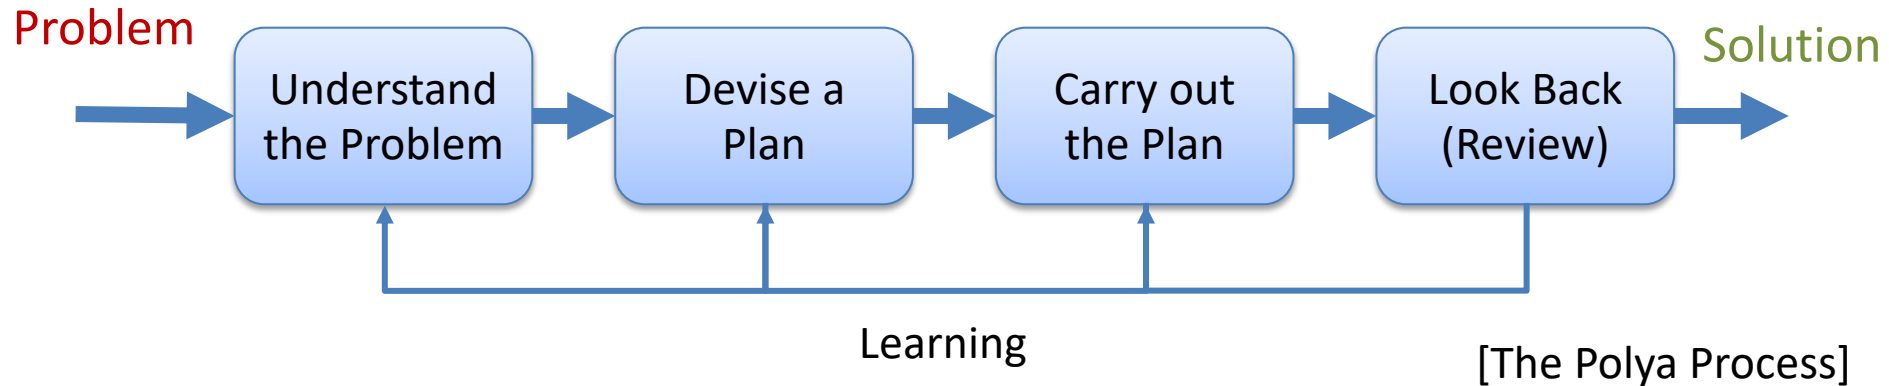 Problem
Understand
the Problem
Devise a
Plan
Carry out
the Plan
Look Back
(Review)
Solution
Learning
[The Polya Process]